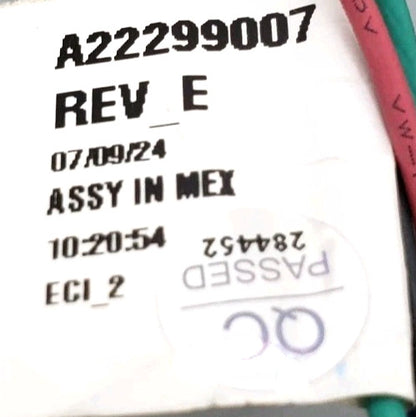 A22299007
REV_E
07/09/24
ASSY IN MEX
10:20:54
ECI_2
284452
PASSED
QC